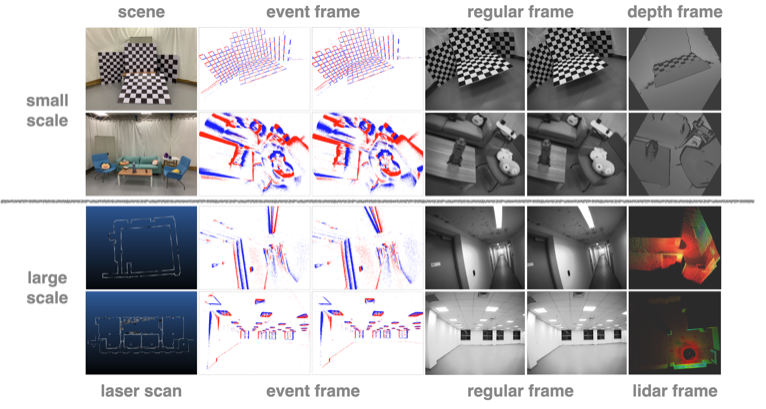 scene event frame regular frame depth frame
small
scale
large
scale
laser scan event frame regular frame lidar frame